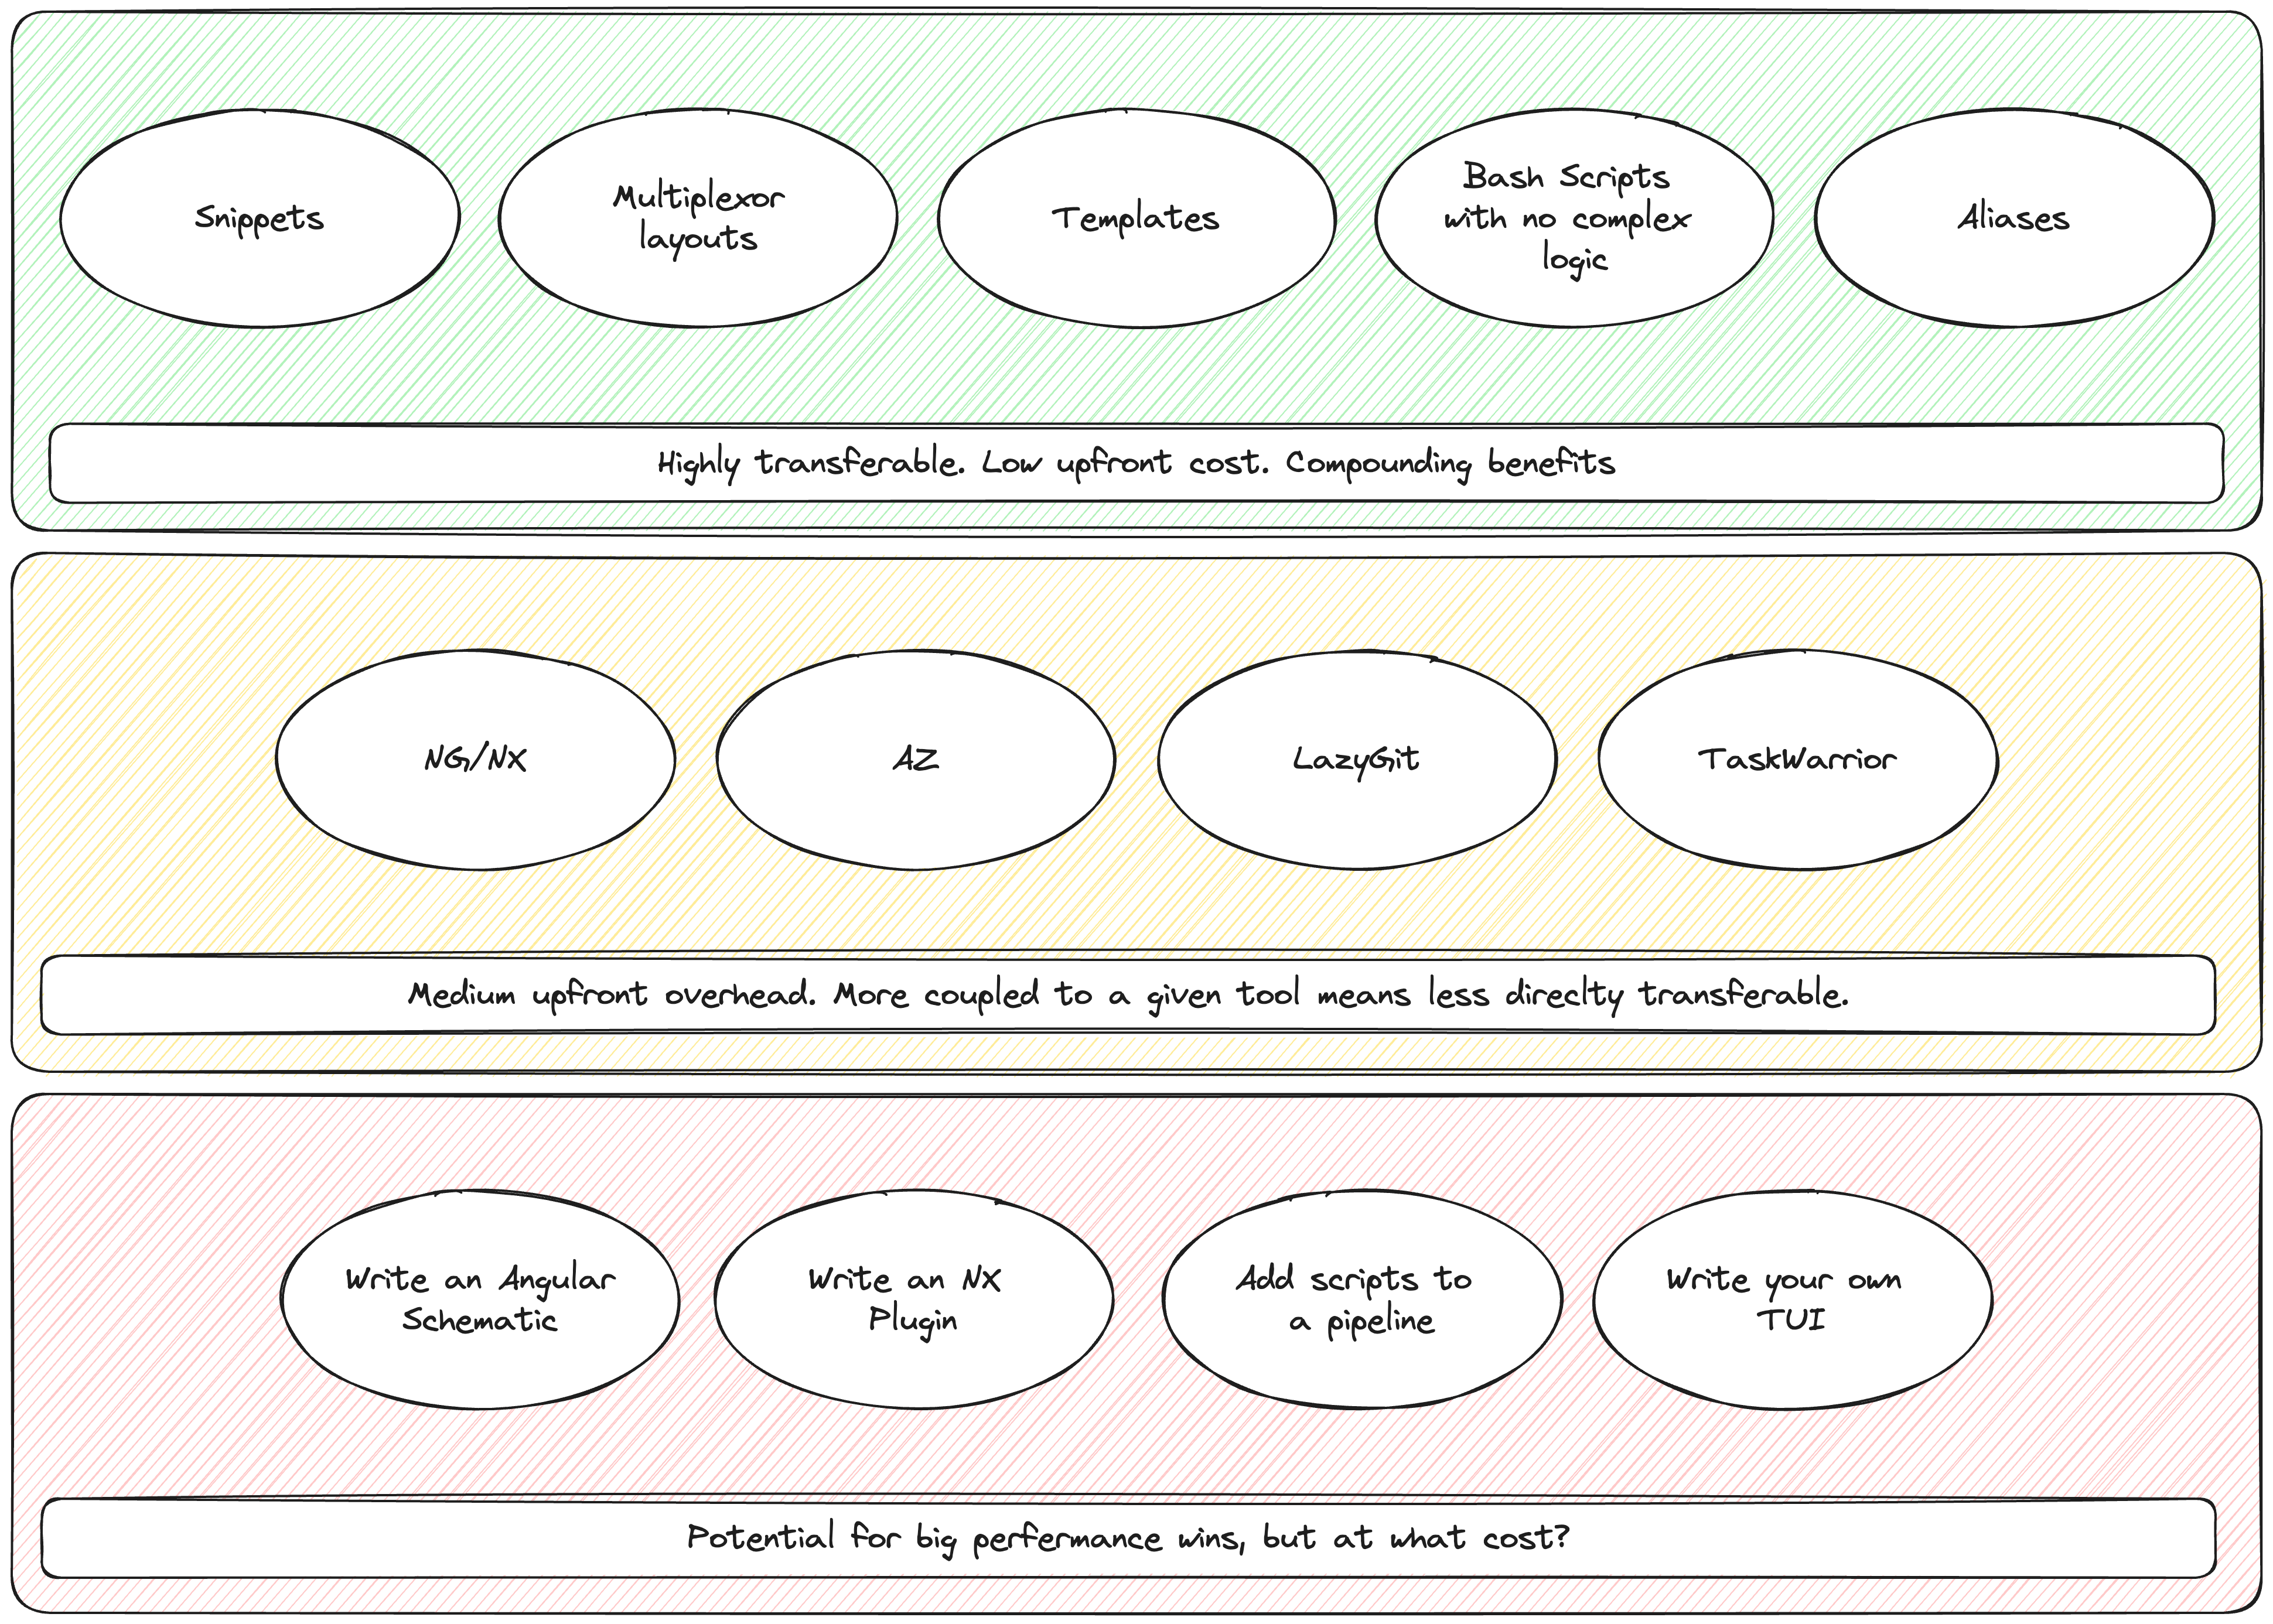 Snippets
Multiplexor
layouts
Templates
Bash Scripts
with no complex
logic
Aliases
Highly transferable. Low upfront cost. Compounding benefits
NG/NX
AZ
LazyGit
TaskWarrior
Medium upfront overhead. More coupled to a given tool means less direclty transferable.
Write an Angular
Schematic
Write an NX
Plugin
Add scripts to
a pipeline
Write your own
TUI
Potential for big perfermance wins, but at what cost?